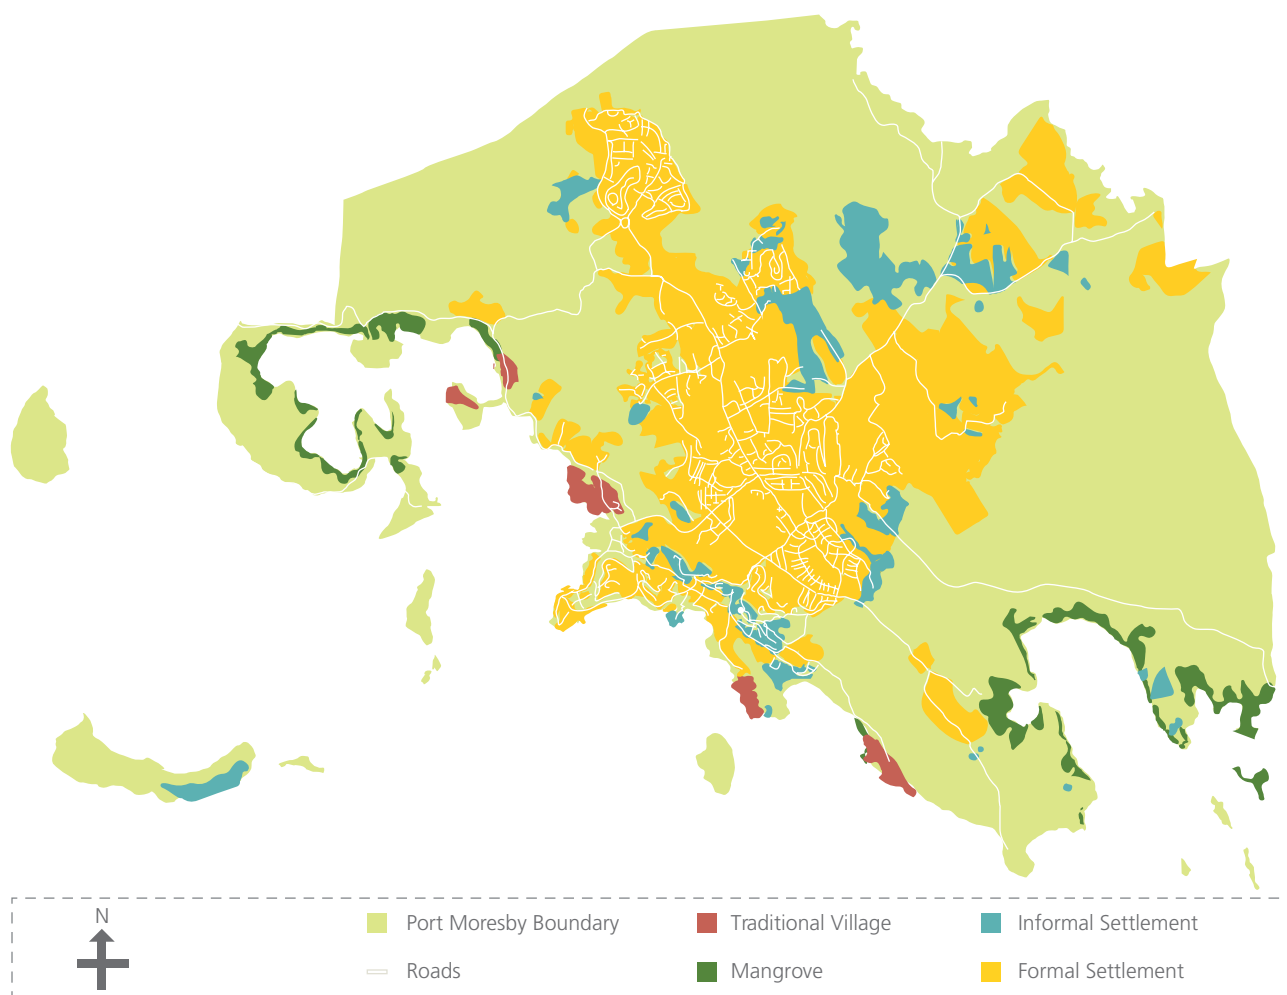 N
Port Moresby Boundary
Traditional Village
Informal Settlement
Roads
Mangrove
Formal Settlement